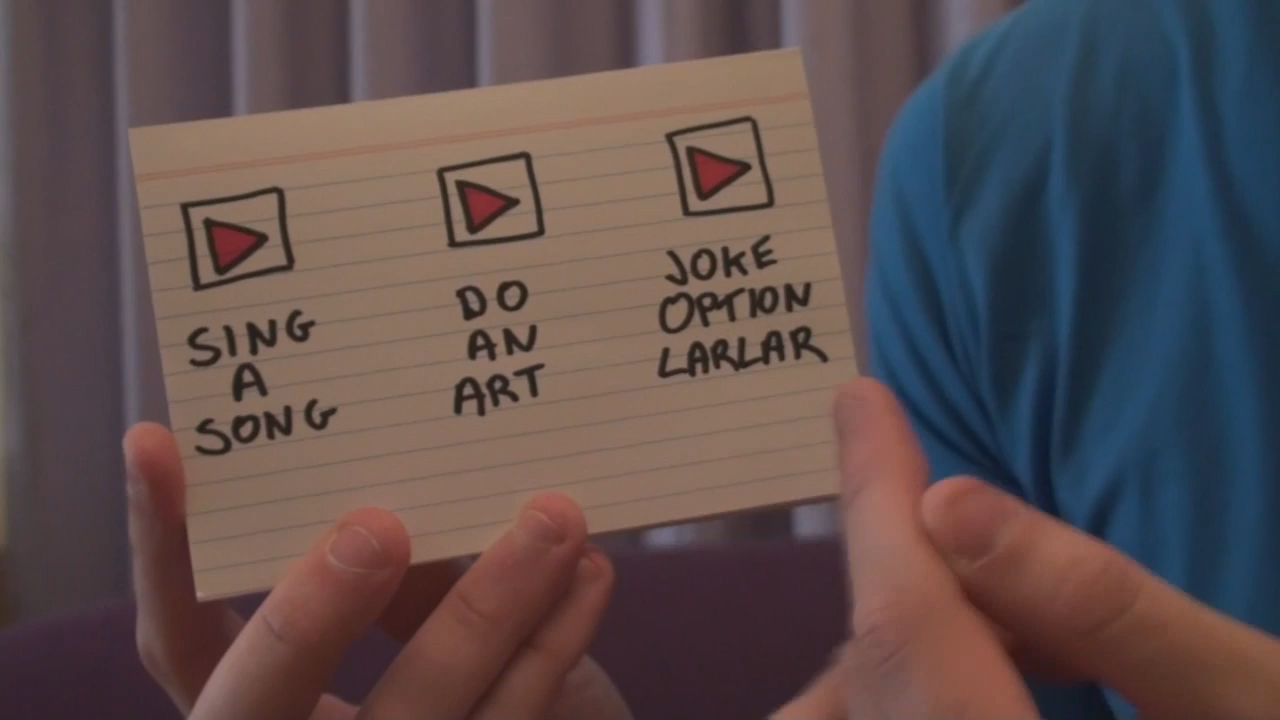 SING
A
SONG
DO
AN
ART
JOKE
OPTION
LARLAR